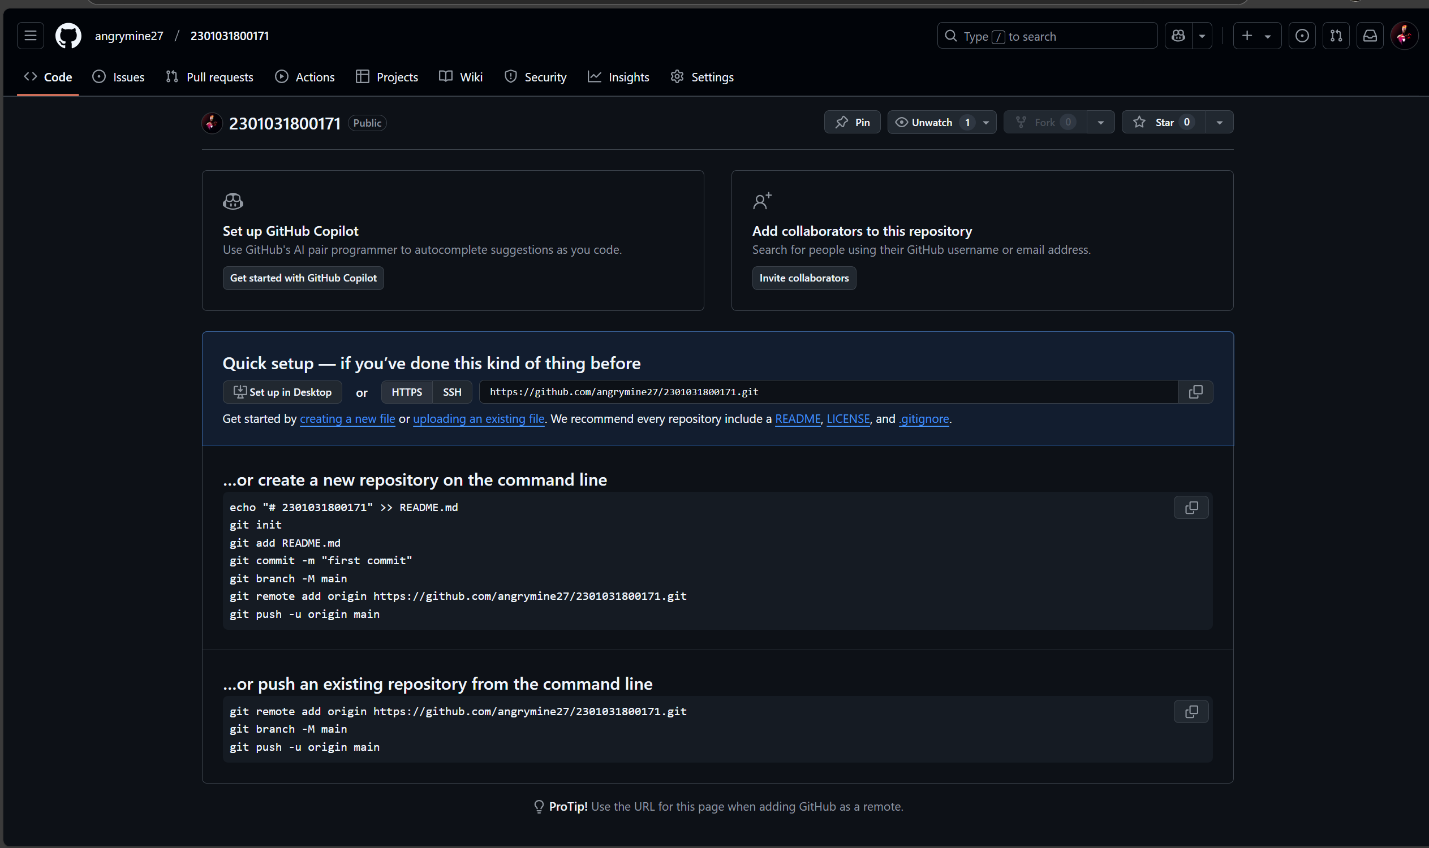 angrymine27 / 2301031800171
Type / to search
Code Issues Pull requests Actions Projects Wiki Security Insights Settings
2301031800171 Public
Pin Unwatch 1 Fork 0 Star 0
Set up GitHub Copilot
Use GitHub's AI pair programmer to autocomplete suggestions as you code.
Get started with GitHub Copilot
Add collaborators to this repository
Search for people using their GitHub username or email address.
Invite collaborators
Quick setup — if you’ve done this kind of thing before
Set up in Desktop or HTTPS SSH https://github.com/angrymine27/2301031800171.git
Get started by creating a new file or uploading an existing file. We recommend every repository include a README, LICENSE, and .gitignore.
…or create a new repository on the command line
echo "# 2301031800171" >> README.md
git init
git add README.md
git commit -m "first commit"
git branch -M main
git remote add origin https://github.com/angrymine27/2301031800171.git
git push -u origin main
…or push an existing repository from the command line
git remote add origin https://github.com/angrymine27/2301031800171.git
git branch -M main
git push -u origin main
ProTip! Use the URL for this page when adding GitHub as a remote.